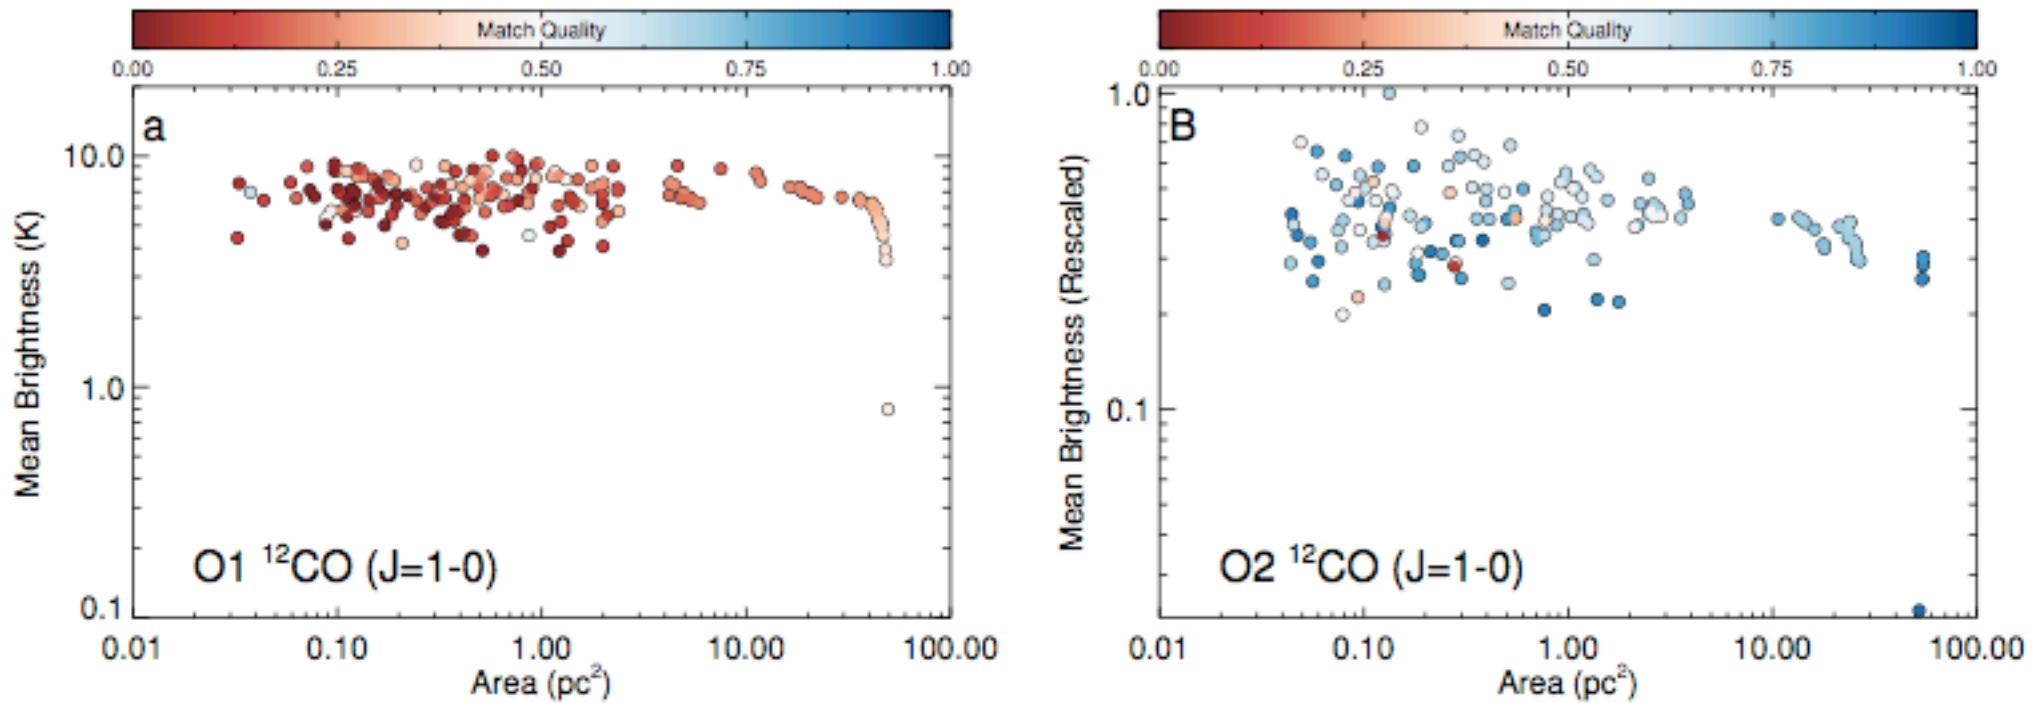 Match Quality
0.00 0.25 0.50 0.75 1.00
a
10.0
1.0
0.1
Mean Brightness (K)
O1 ¹²CO (J=1-0)
0.01 0.10 1.00 10.00 100.00
Area (pc²)
Match Quality
0.00 0.25 0.50 0.75 1.00
B
1.0
0.1
Mean Brightness (Rescaled)
O2 ¹²CO (J=1-0)
0.01 0.10 1.00 10.00 100.00
Area (pc²)